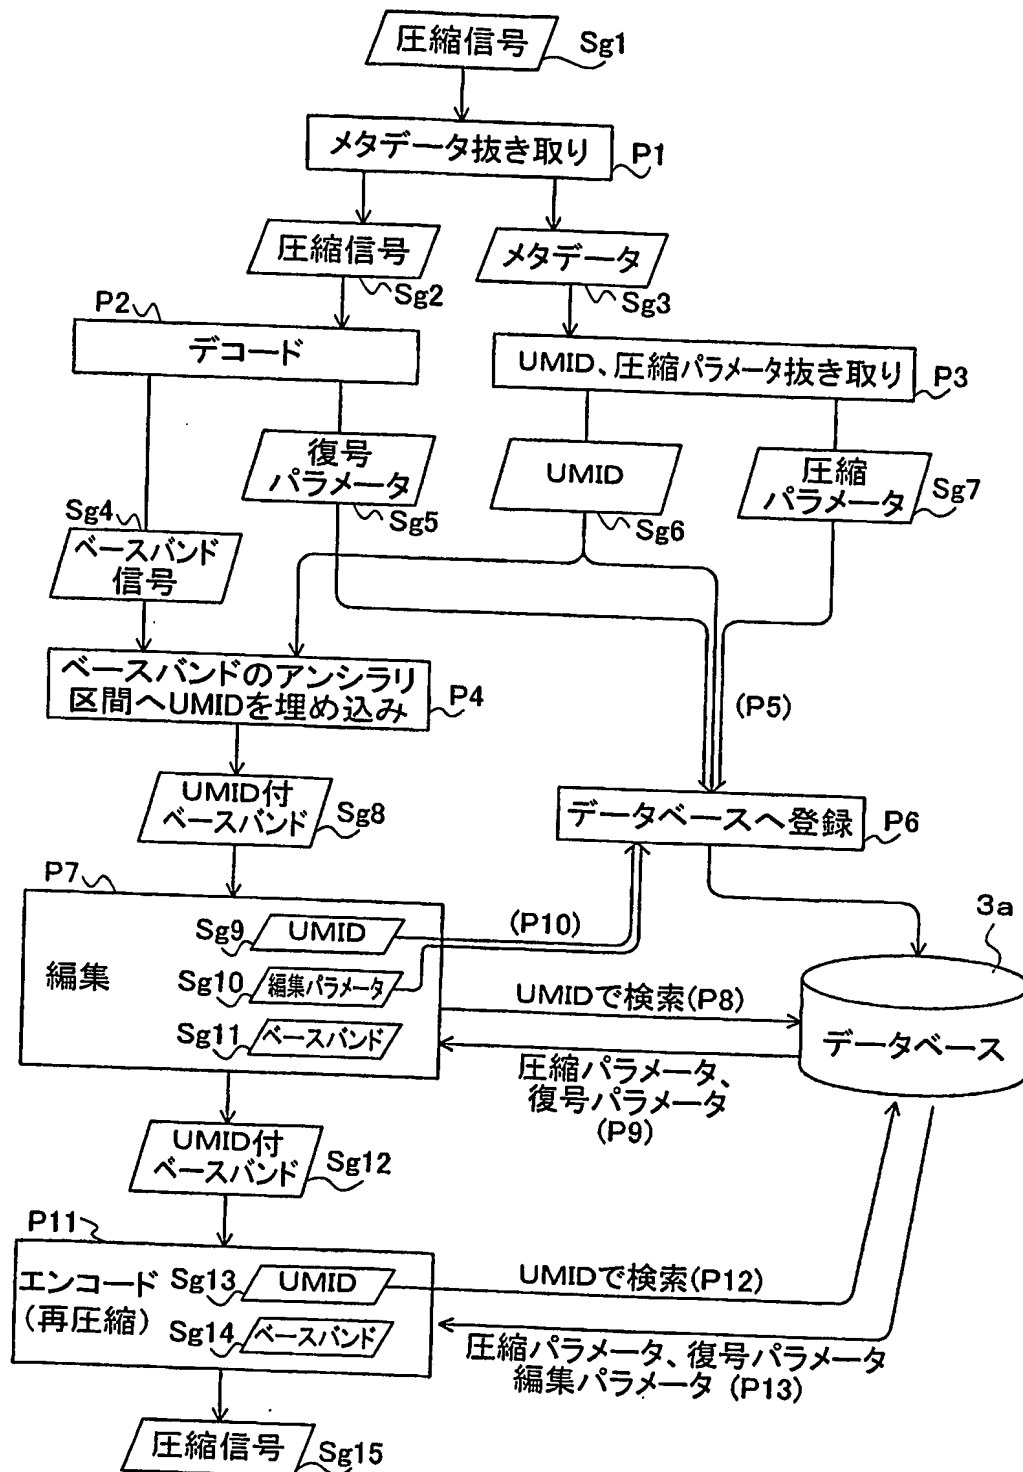 圧縮信号
Sg1
メタデータ抜き取り
P1
圧縮信号
Sg2
メタデータ
Sg3
P2
デコード
UMID、圧縮パラメータ抜き取り
P3
復号
パラメータ
Sg5
UMID
Sg6
圧縮
パラメータ
Sg7
Sg4
ベースバンド
信号
ベースバンドのアンシラリ
区間へUMIDを埋め込み
P4
(P5)
UMID付
ベースバンド
Sg8
データベースへ登録
P6
P7
編集
Sg9
UMID
(P10)
Sg10
編集パラメータ
Sg11
ベースバンド
3a
データベース
UMIDで検索(P8)
圧縮パラメータ、
復号パラメータ
(P9)
UMID付
ベースバンド
Sg12
P11
エンコード
(再圧縮)
Sg13
UMID
Sg14
ベースバンド
UMIDで検索(P12)
圧縮パラメータ、復号パラメータ
編集パラメータ(P13)
圧縮信号
Sg15